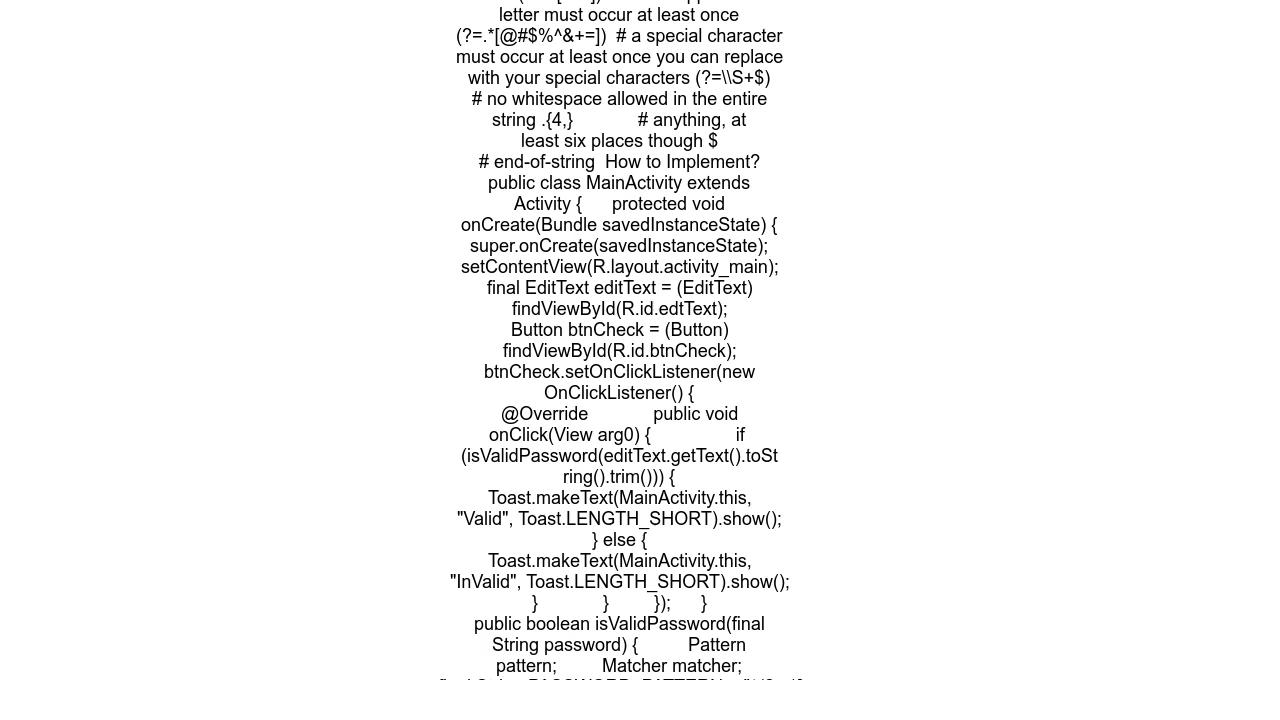 letter must occur at least once
(?=.*[@#$%^&+=])  # a special character
must occur at least once you can replace
with your special characters (?=\\S+$)
# no whitespace allowed in the entire
string .{4,}             # anything, at
least six places though $
# end-of-string  How to Implement?
public class MainActivity extends
Activity {      protected void
onCreate(Bundle savedInstanceState) {
super.onCreate(savedInstanceState);
setContentView(R.layout.activity_main);
final EditText editText = (EditText)
findViewById(R.id.edtText);
Button btnCheck = (Button)
findViewById(R.id.btnCheck);
btnCheck.setOnClickListener(new
OnClickListener() {
@Override             public void
onClick(View arg0) {                 if
(isValidPassword(editText.getText().toSt
ring().trim())) {
Toast.makeText(MainActivity.this,
"Valid", Toast.LENGTH_SHORT).show();
} else {
Toast.makeText(MainActivity.this,
"InValid", Toast.LENGTH_SHORT).show();
}             }         });      }
public boolean isValidPassword(final
String password) {          Pattern
pattern;         Matcher matcher;